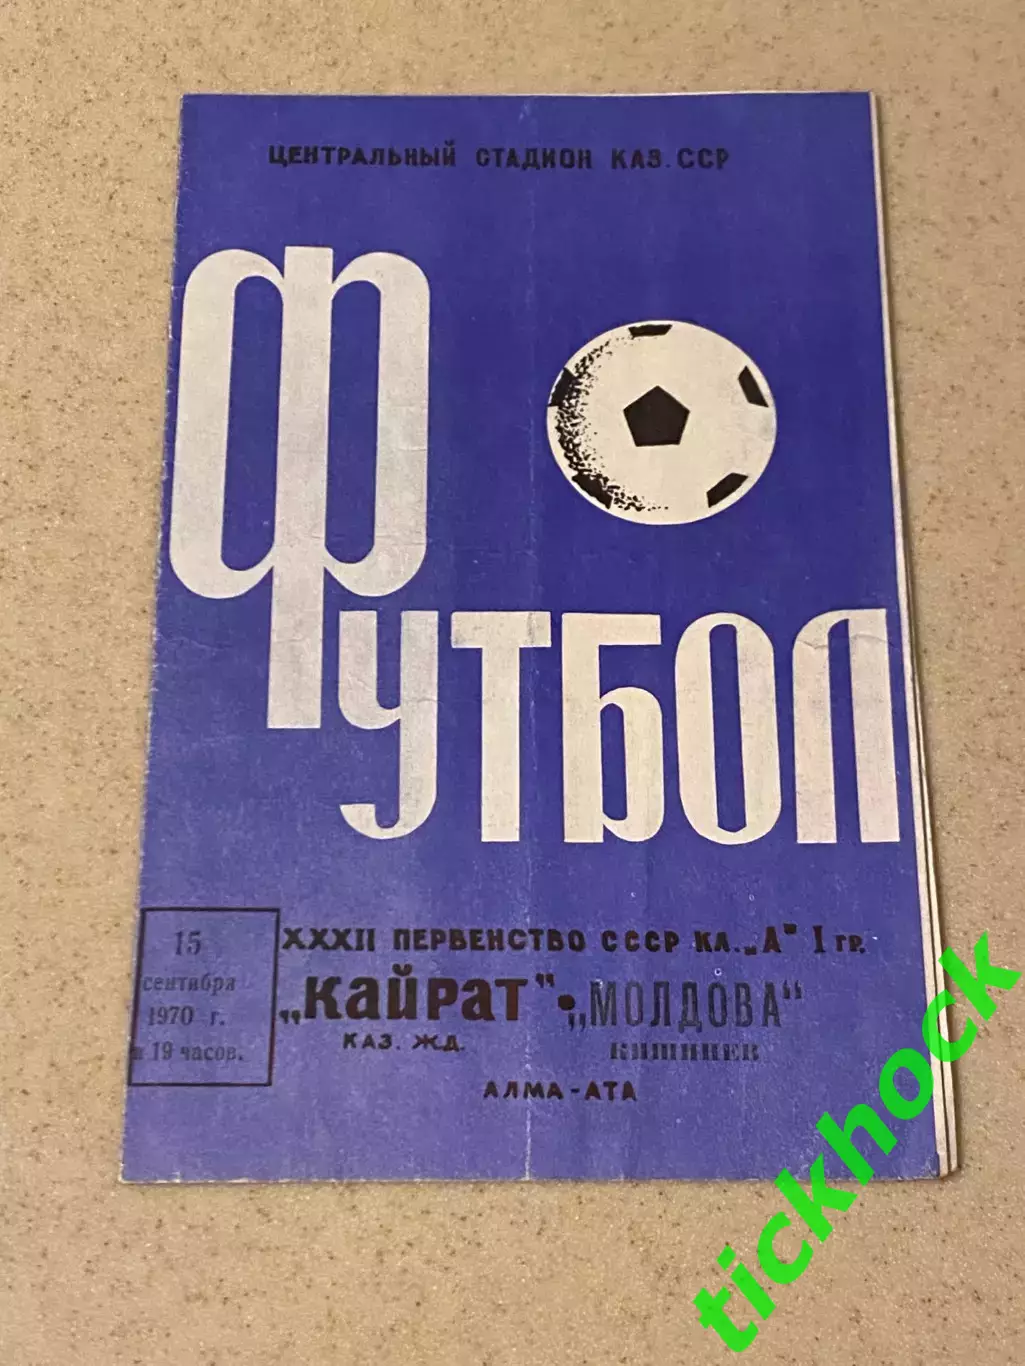 ЦЕНТРАЛЬНЫЙ СТАДИОН КАЗ. ССР
ФУТБОЛ
15
сентября
1970 г.
в 19 часов.
XXXII ПЕРВЕНСТВО СССР КЛ. „А" I ГР.
„Кайрат" • „МОЛДОВА"
КАЗ. Ж.Д.
КИШИНЕВ
АЛМА-АТА
tickhock